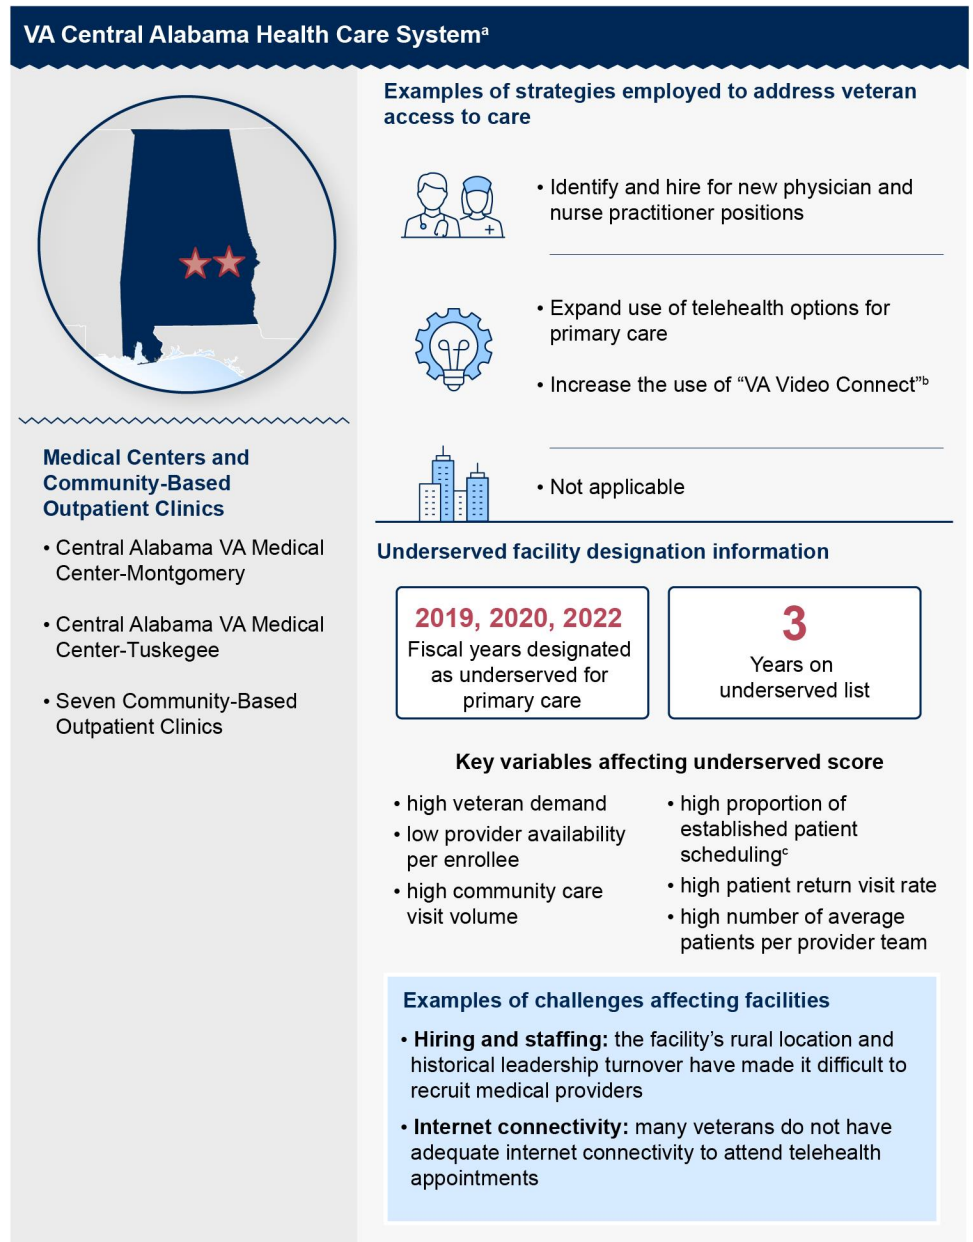 VA Central Alabama Health Care Systemᵃ
Medical Centers and
Community-Based
Outpatient Clinics
• Central Alabama VA Medical
Center-Montgomery
• Central Alabama VA Medical
Center-Tuskegee
• Seven Community-Based
Outpatient Clinics
Examples of strategies employed to address veteran
access to care
• Identify and hire for new physician and
nurse practitioner positions
• Expand use of telehealth options for
primary care
• Increase the use of “VA Video Connect”ᵇ
• Not applicable
Underserved facility designation information
2019, 2020, 2022
Fiscal years designated
as underserved for
primary care
3
Years on
underserved list
Key variables affecting underserved score
• high veteran demand
• low provider availability
per enrollee
• high community care
visit volume
• high proportion of
established patient
schedulingᶜ
• high patient return visit rate
• high number of average
patients per provider team
Examples of challenges affecting facilities
• Hiring and staffing: the facility’s rural location and
historical leadership turnover have made it difficult to
recruit medical providers
• Internet connectivity: many veterans do not have
adequate internet connectivity to attend telehealth
appointments